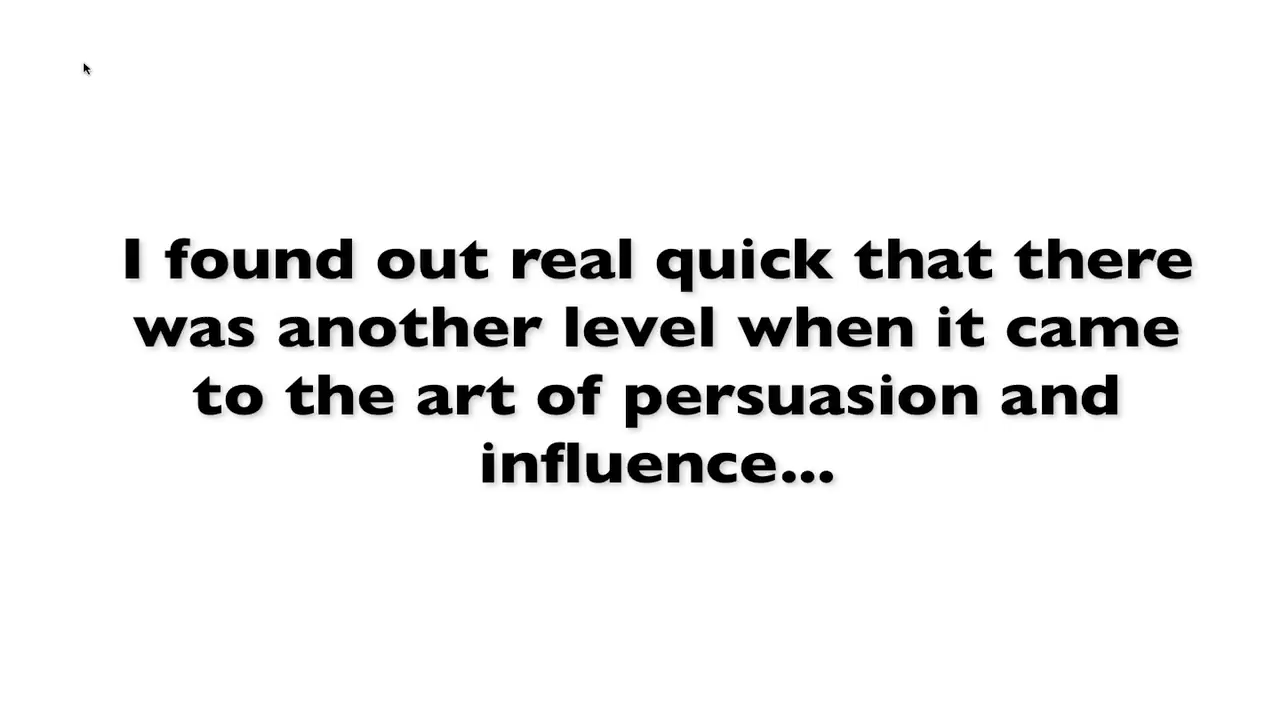 I found out real quick that there
was another level when it came
to the art of persuasion and
influence...